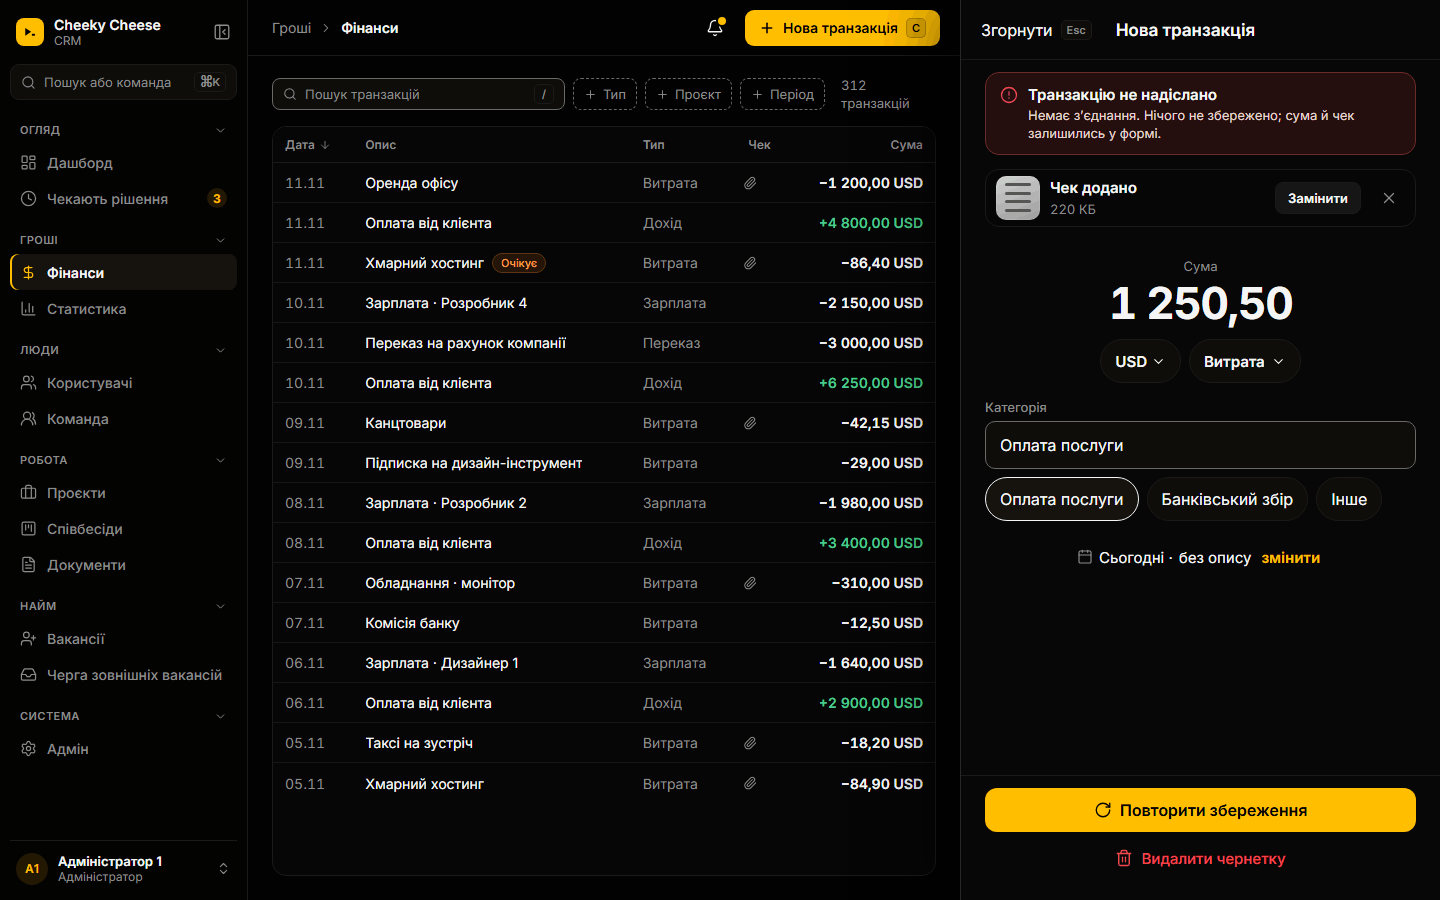 Cheeky Cheese
CRM
Пошук або команда ⌘K
ОГЛЯД
Дашборд
Чекають рішення 3
ГРОШІ
Фінанси
Статистика
ЛЮДИ
Користувачі
Команда
РОБОТА
Проєкти
Співбесіди
Документи
НАЙМ
Вакансії
Черга зовнішніх вакансій
СИСТЕМА
Адмін
A1 Адміністратор 1
Адміністратор
Гроші Фінанси
Нова транзакція C
Пошук транзакцій /
Тип
Проєкт
Період
312
транзакцій
Дата Опис Тип Чек Сума
11.11 Оренда офісу Витрата −1 200,00 USD
11.11 Оплата від клієнта Дохід +4 800,00 USD
11.11 Хмарний хостинг Очікує Витрата −86,40 USD
10.11 Зарплата · Розробник 4 Зарплата −2 150,00 USD
10.11 Переказ на рахунок компанії Переказ −3 000,00 USD
10.11 Оплата від клієнта Дохід +6 250,00 USD
09.11 Канцтовари Витрата −42,15 USD
09.11 Підписка на дизайн-інструмент Витрата −29,00 USD
08.11 Зарплата · Розробник 2 Зарплата −1 980,00 USD
08.11 Оплата від клієнта Дохід +3 400,00 USD
07.11 Обладнання · монітор Витрата −310,00 USD
07.11 Комісія банку Витрата −12,50 USD
06.11 Зарплата · Дизайнер 1 Зарплата −1 640,00 USD
06.11 Оплата від клієнта Дохід +2 900,00 USD
05.11 Таксі на зустріч Витрата −18,20 USD
05.11 Хмарний хостинг Витрата −84,90 USD
Згорнути Esc Нова транзакція
Транзакцію не надіслано
Немає з’єднання. Нічого не збережено; сума й чек
залишились у формі.
Чек додано
220 КБ
Замінити
Сума
1 250,50
USD Витрата
Категорія
Оплата послуги
Оплата послуги Банківський збір Інше
Сьогодні · без опису змінити
Повторити збереження
Видалити чернетку